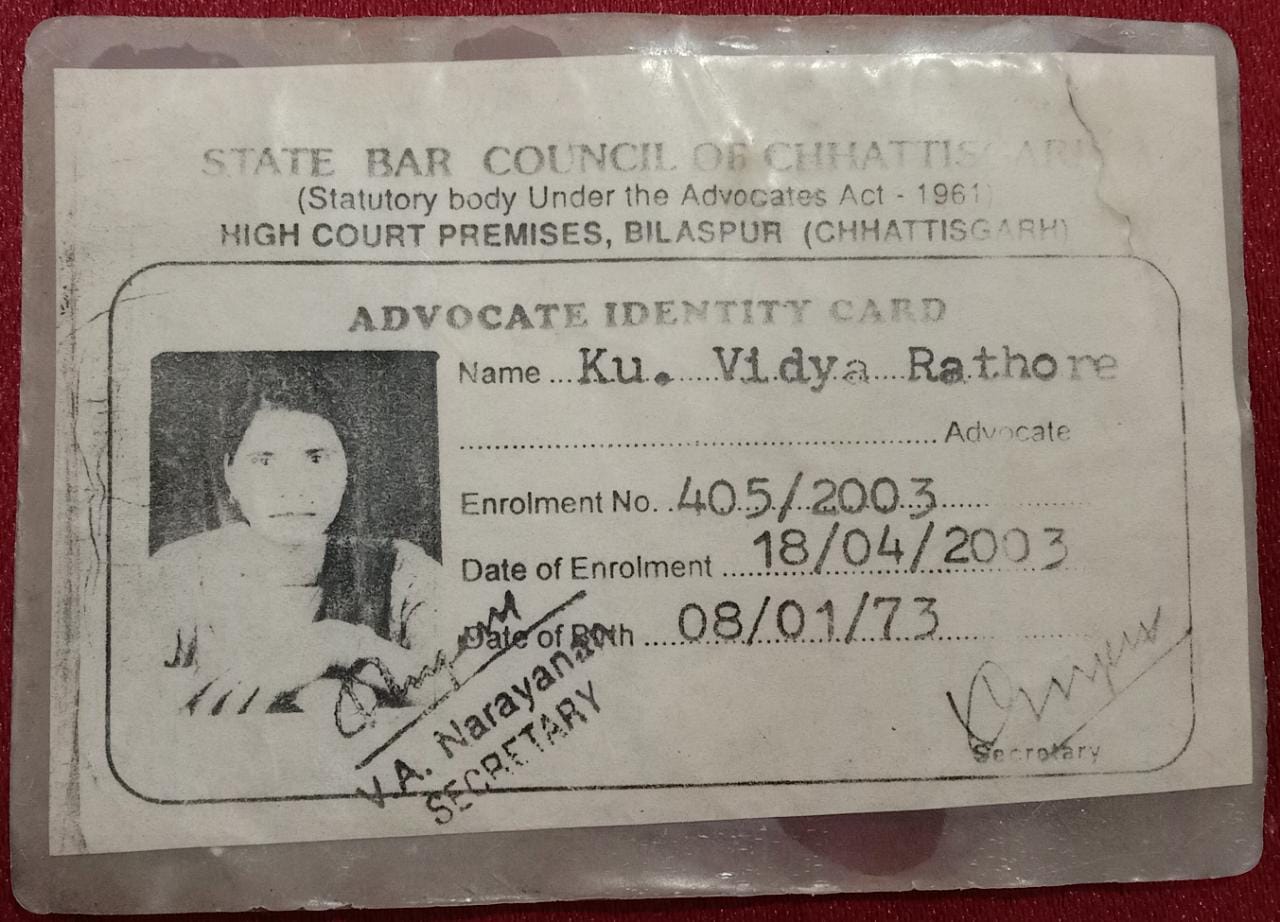 STATE BAR COUNCIL OF CHHATTISGARH
(Statutory body Under the Advocates Act - 1961)
HIGH COURT PREMISES, BILASPUR (CHHATTISGARH)
ADVOCATE IDENTITY CARD
Name ... Ku. Vidya Rathore
Advocate
Enrolment No. 405/2003
Date of Enrolment 18/04/2003
Date of Birth 08/01/73
V.A. Narayanan
SECRETARY
Secretary